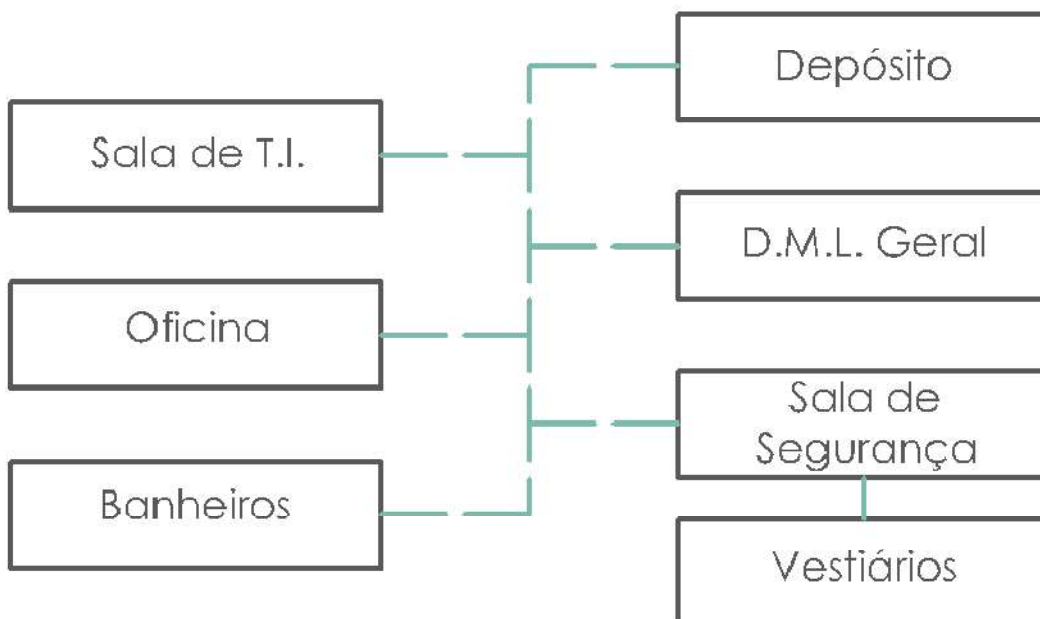 Depósito
Sala de T.I.
D.M.L. Geral
Oficina
Sala de
Segurança
Banheiros
Vestiários